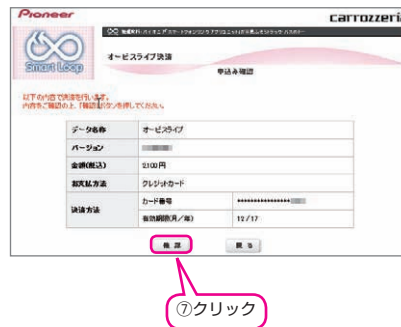 Pioneer
carrozzeria
Smart Loop
オービスライブ決済
申込み確認
以下の内容で決済を行います。
内容をご確認の上、「確認」ボタンを押してください。
データ名称 オービスライブ
バージョン
金額(税込) 2,100円
お支払方法 クレジットカード
決済方法
カード番号 ****************
有効期限(月／年) 12/17
確認 戻る
⑦クリック